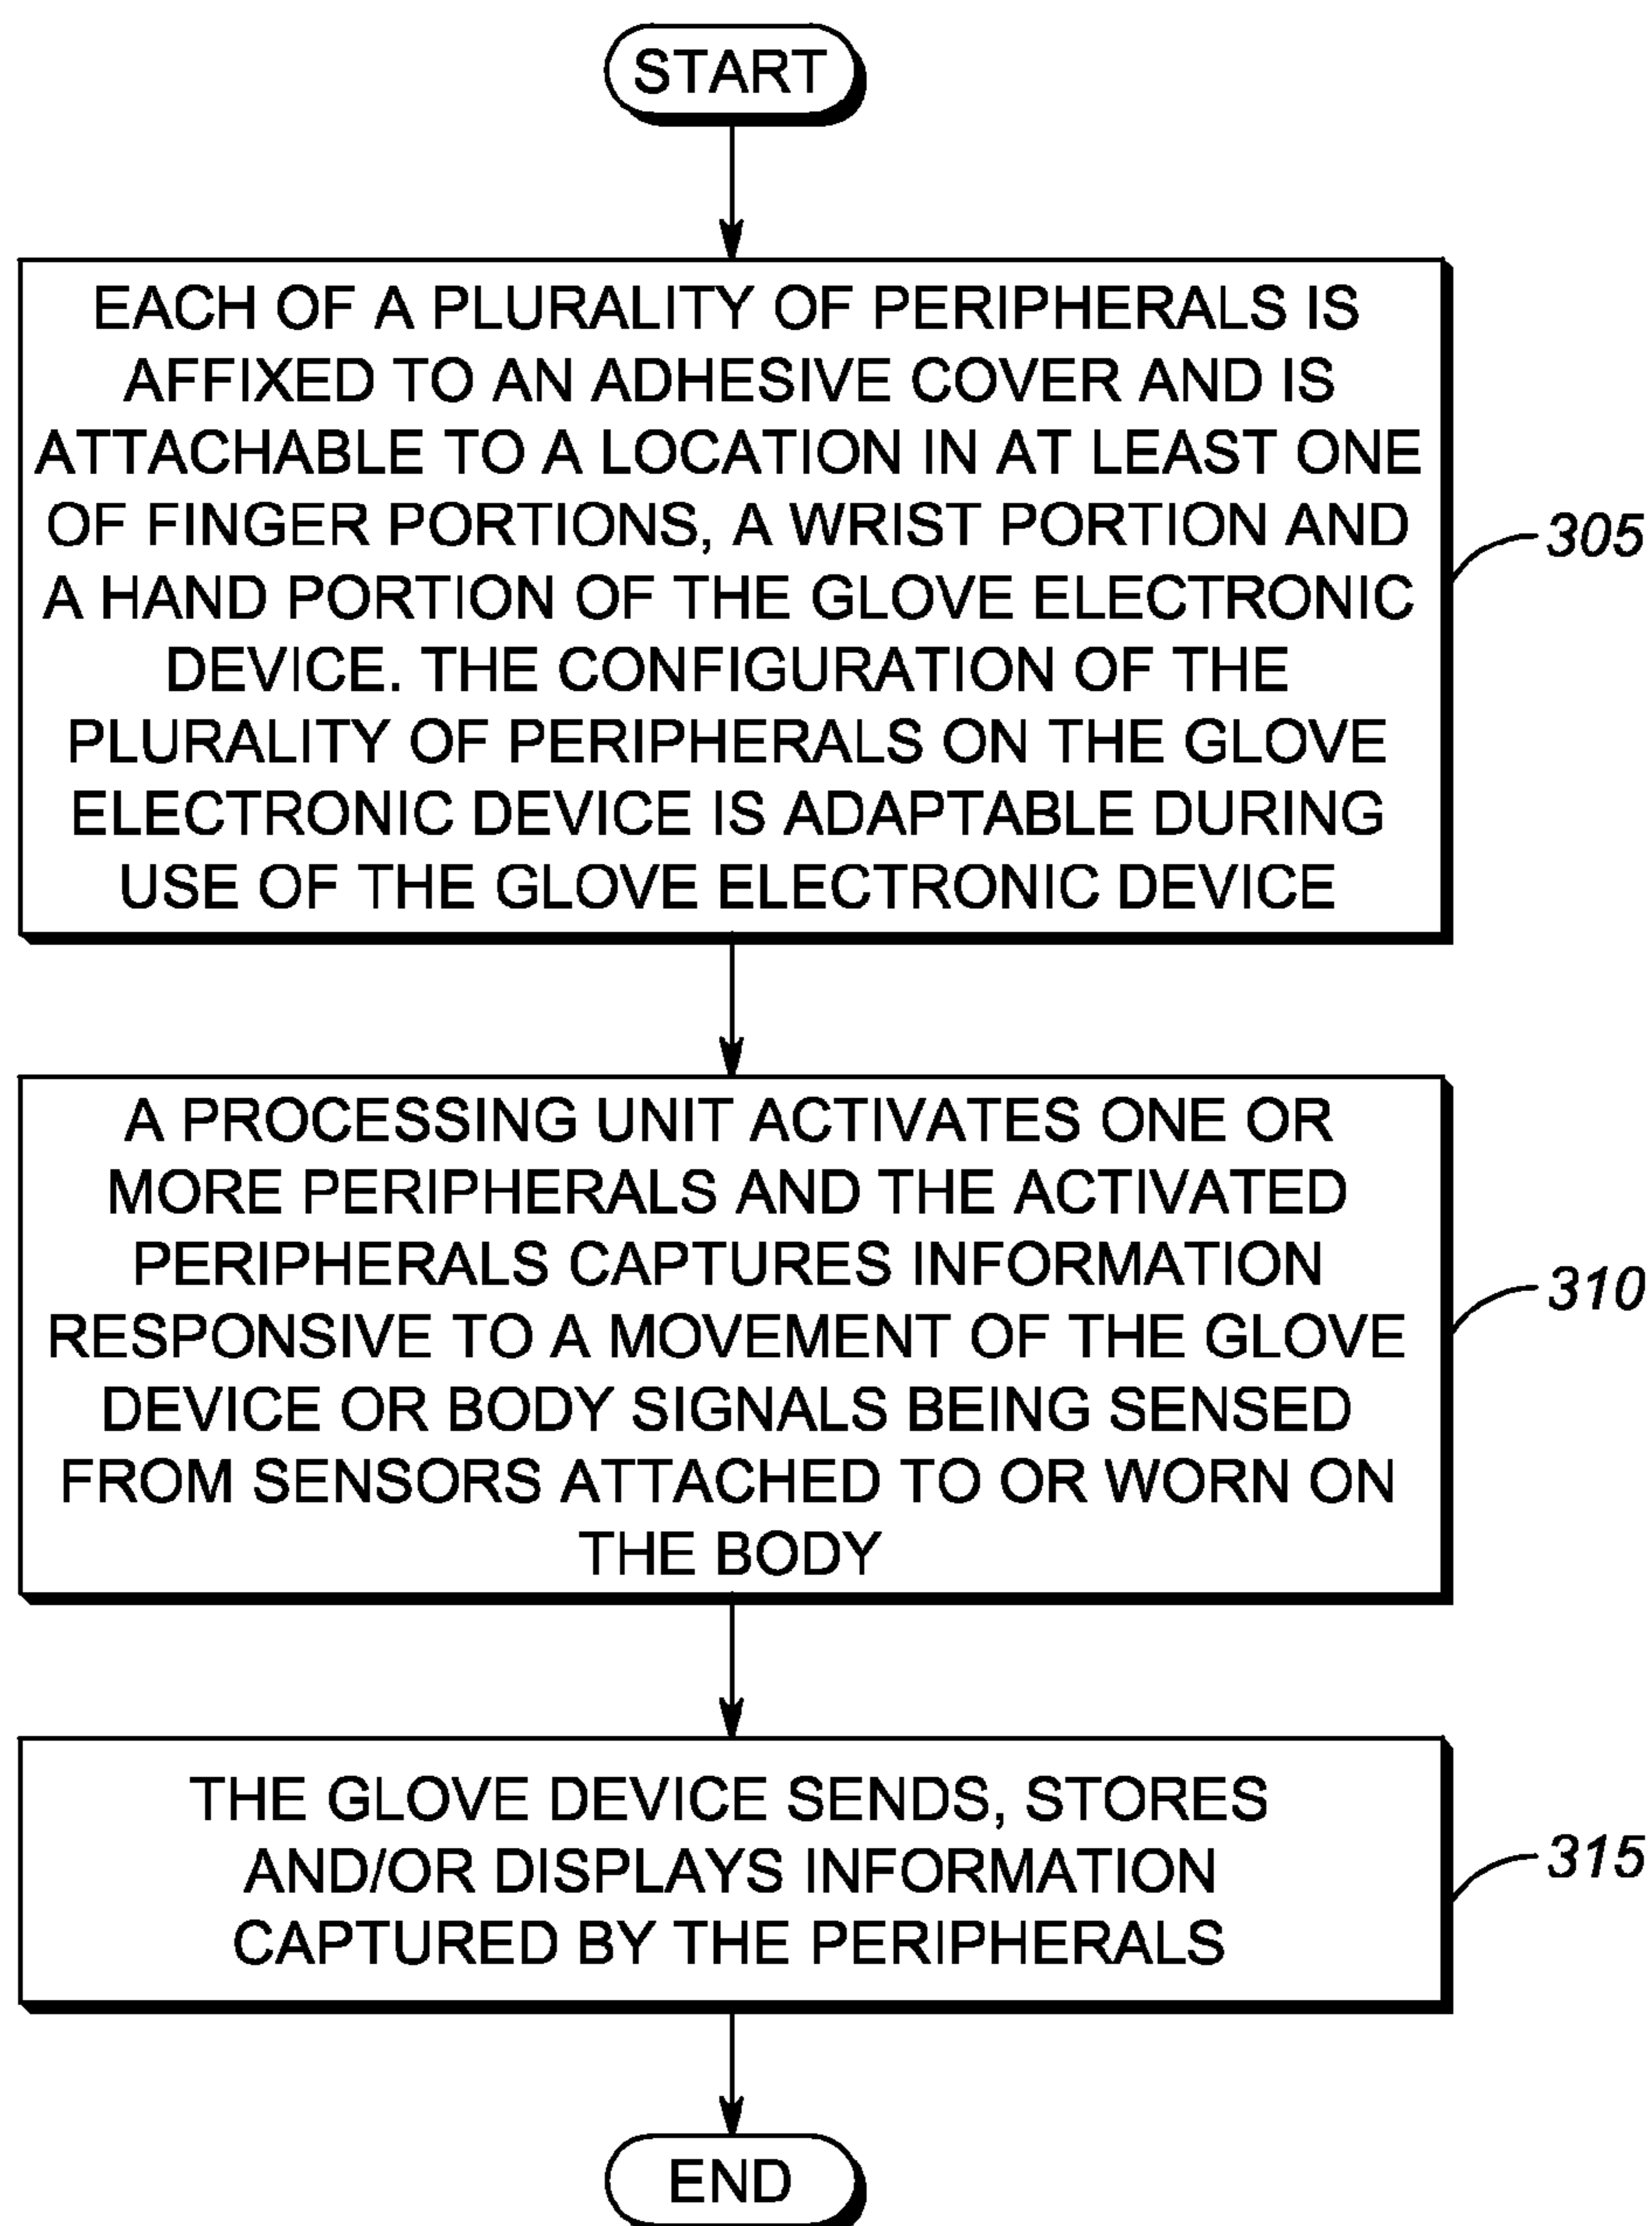 START
EACH OF A PLURALITY OF PERIPHERALS IS
AFFIXED TO AN ADHESIVE COVER AND IS
ATTACHABLE TO A LOCATION IN AT LEAST ONE
OF FINGER PORTIONS, A WRIST PORTION AND
A HAND PORTION OF THE GLOVE ELECTRONIC
DEVICE. THE CONFIGURATION OF THE
PLURALITY OF PERIPHERALS ON THE GLOVE
ELECTRONIC DEVICE IS ADAPTABLE DURING
USE OF THE GLOVE ELECTRONIC DEVICE
305
A PROCESSING UNIT ACTIVATES ONE OR
MORE PERIPHERALS AND THE ACTIVATED
PERIPHERALS CAPTURES INFORMATION
RESPONSIVE TO A MOVEMENT OF THE GLOVE
DEVICE OR BODY SIGNALS BEING SENSED
FROM SENSORS ATTACHED TO OR WORN ON
THE BODY
310
THE GLOVE DEVICE SENDS, STORES
AND/OR DISPLAYS INFORMATION
CAPTURED BY THE PERIPHERALS
315
END